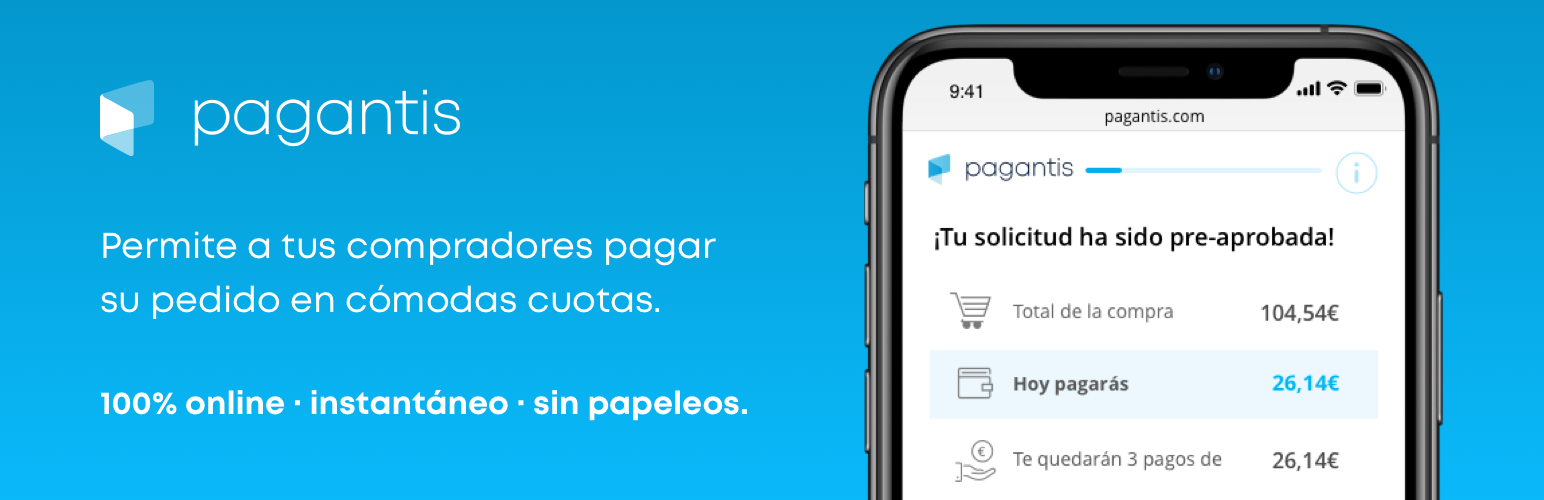 pagantis
Permite a tus compradores pagar
su pedido en cómodas cuotas.
100% online · instantáneo · sin papeleos.
9:41
pagantis.com
pagantis
¡Tu solicitud ha sido pre-aprobada!
Total de la compra 104,54€
Hoy pagarás 26,14€
Te quedarán 3 pagos de 26,14€